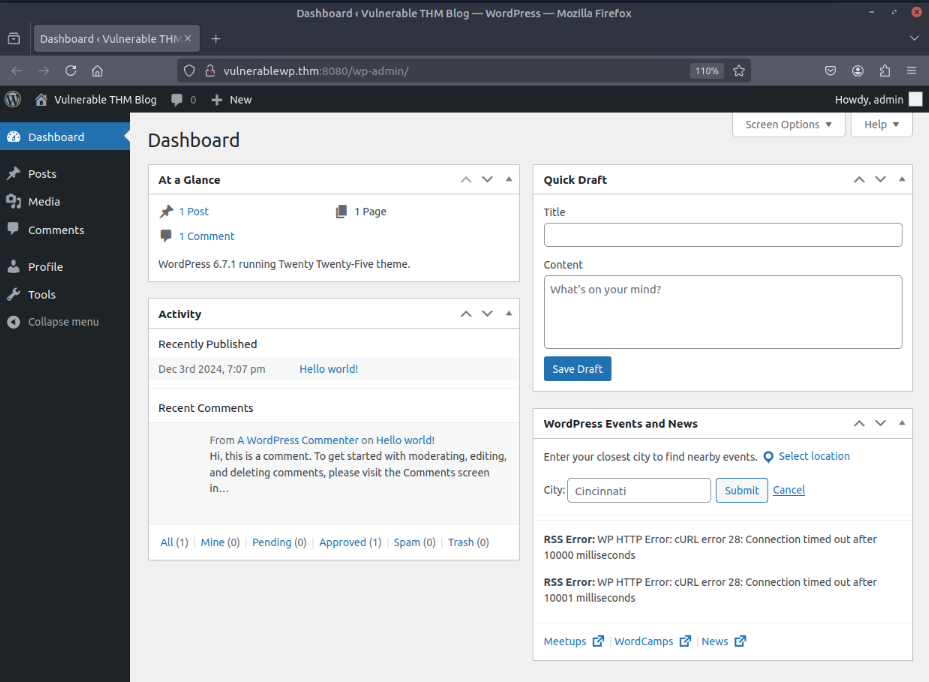 Dashboard ‹ Vulnerable THM Blog — WordPress — Mozilla Firefox
Dashboard ‹ Vulnerable THM
vulnerablewp.thm:8080/wp-admin/
110%
Vulnerable THM Blog
0
New
Howdy, admin
Dashboard
Posts
Media
Comments
Profile
Tools
Collapse menu
Screen Options
Help
Dashboard
At a Glance
1 Post
1 Page
1 Comment
WordPress 6.7.1 running Twenty Twenty-Five theme.
Activity
Recently Published
Dec 3rd 2024, 7:07 pm Hello world!
Recent Comments
From A WordPress Commenter on Hello world!
Hi, this is a comment. To get started with moderating, editing,
and deleting comments, please visit the Comments screen
in…
All (1) | Mine (0) | Pending (0) | Approved (1) | Spam (0) | Trash (0)
Quick Draft
Title
Content
What's on your mind?
Save Draft
WordPress Events and News
Enter your closest city to find nearby events. Select location
City: Cincinnati Submit Cancel
RSS Error: WP HTTP Error: cURL error 28: Connection timed out after
10000 milliseconds
RSS Error: WP HTTP Error: cURL error 28: Connection timed out after
10001 milliseconds
Meetups | WordCamps | News